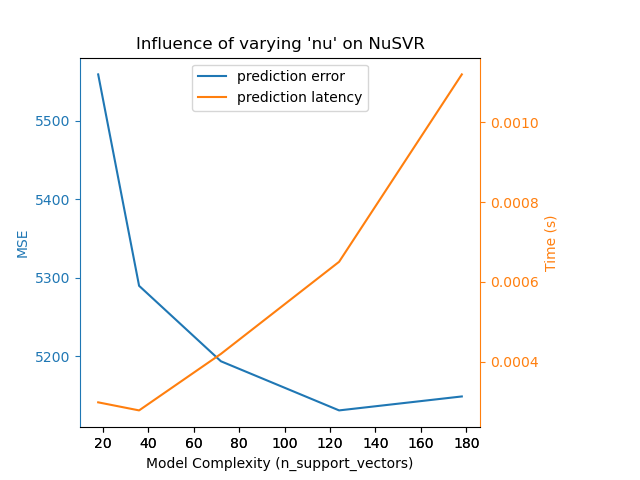 Influence of varying 'nu' on NuSVR
prediction error
prediction latency
MSE
5500
5400
5300
5200
0.0010
0.0008
0.0006
0.0004
Time (s)
20 40 60 80 100 120 140 160 180
Model Complexity (n_support_vectors)